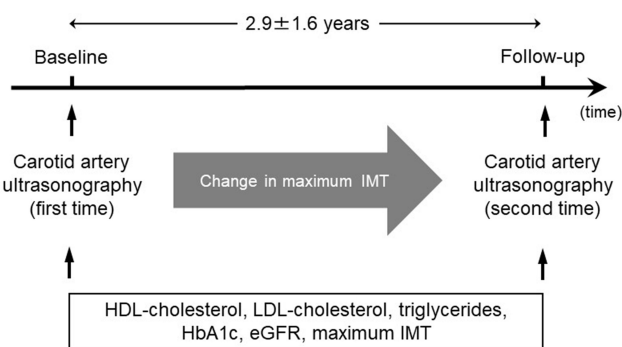 2.9±1.6 years
Baseline
Follow-up
(time)
Carotid artery
ultrasonography
(first time)
Change in maximum IMT
Carotid artery
ultrasonography
(second time)
HDL-cholesterol, LDL-cholesterol, triglycerides,
HbA1c, eGFR, maximum IMT